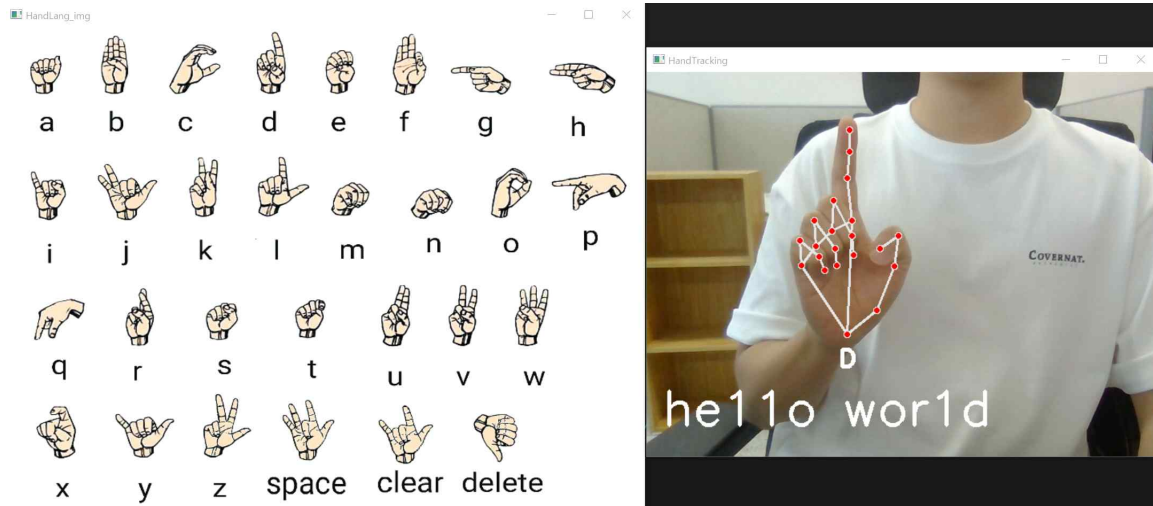 HandLang_img
a b c d e f g h
i j k l m n o p
q r s t u v w
x y z space clear delete
HandTracking
COVERNAT.
D
he11o wor1d